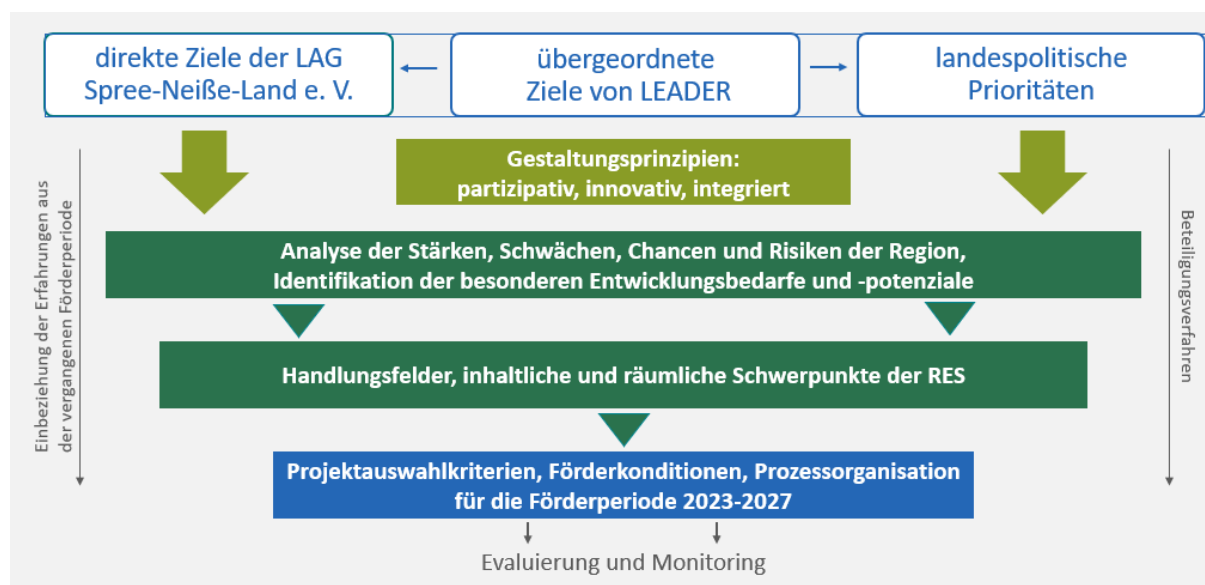 direkte Ziele der LAG
Spree-Neiße-Land e. V.
übergeordnete
Ziele von LEADER
landespolitische
Prioritäten
Gestaltungsprinzipien:
partizipativ, innovativ, integriert
Einbeziehung der Erfahrungen aus
der vergangenen Förderperiode
Beteiligungsverfahren
Analyse der Stärken, Schwächen, Chancen und Risiken der Region,
Identifikation der besonderen Entwicklungsbedarfe und -potenziale
Handlungsfelder, inhaltliche und räumliche Schwerpunkte der RES
Projektauswahlkriterien, Förderkonditionen, Prozessorganisation
für die Förderperiode 2023-2027
Evaluierung und Monitoring